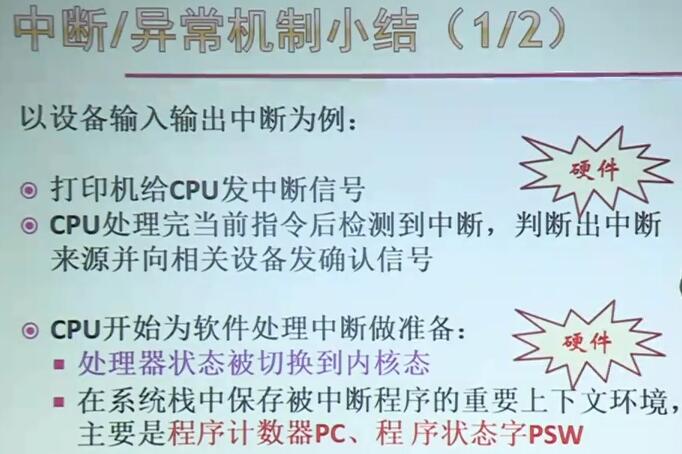 中断/异常机制小结（1/2）
以设备输入输出中断为例：
硬件
打印机给CPU发中断信号
CPU处理完当前指令后检测到中断，判断出中断
来源并向相关设备发确认信号
硬件
CPU开始为软件处理中断做准备：
处理器状态被切换到内核态
在系统栈中保存被中断程序的重要上下文环境，
主要是程序计数器PC、程 序状态字PSW